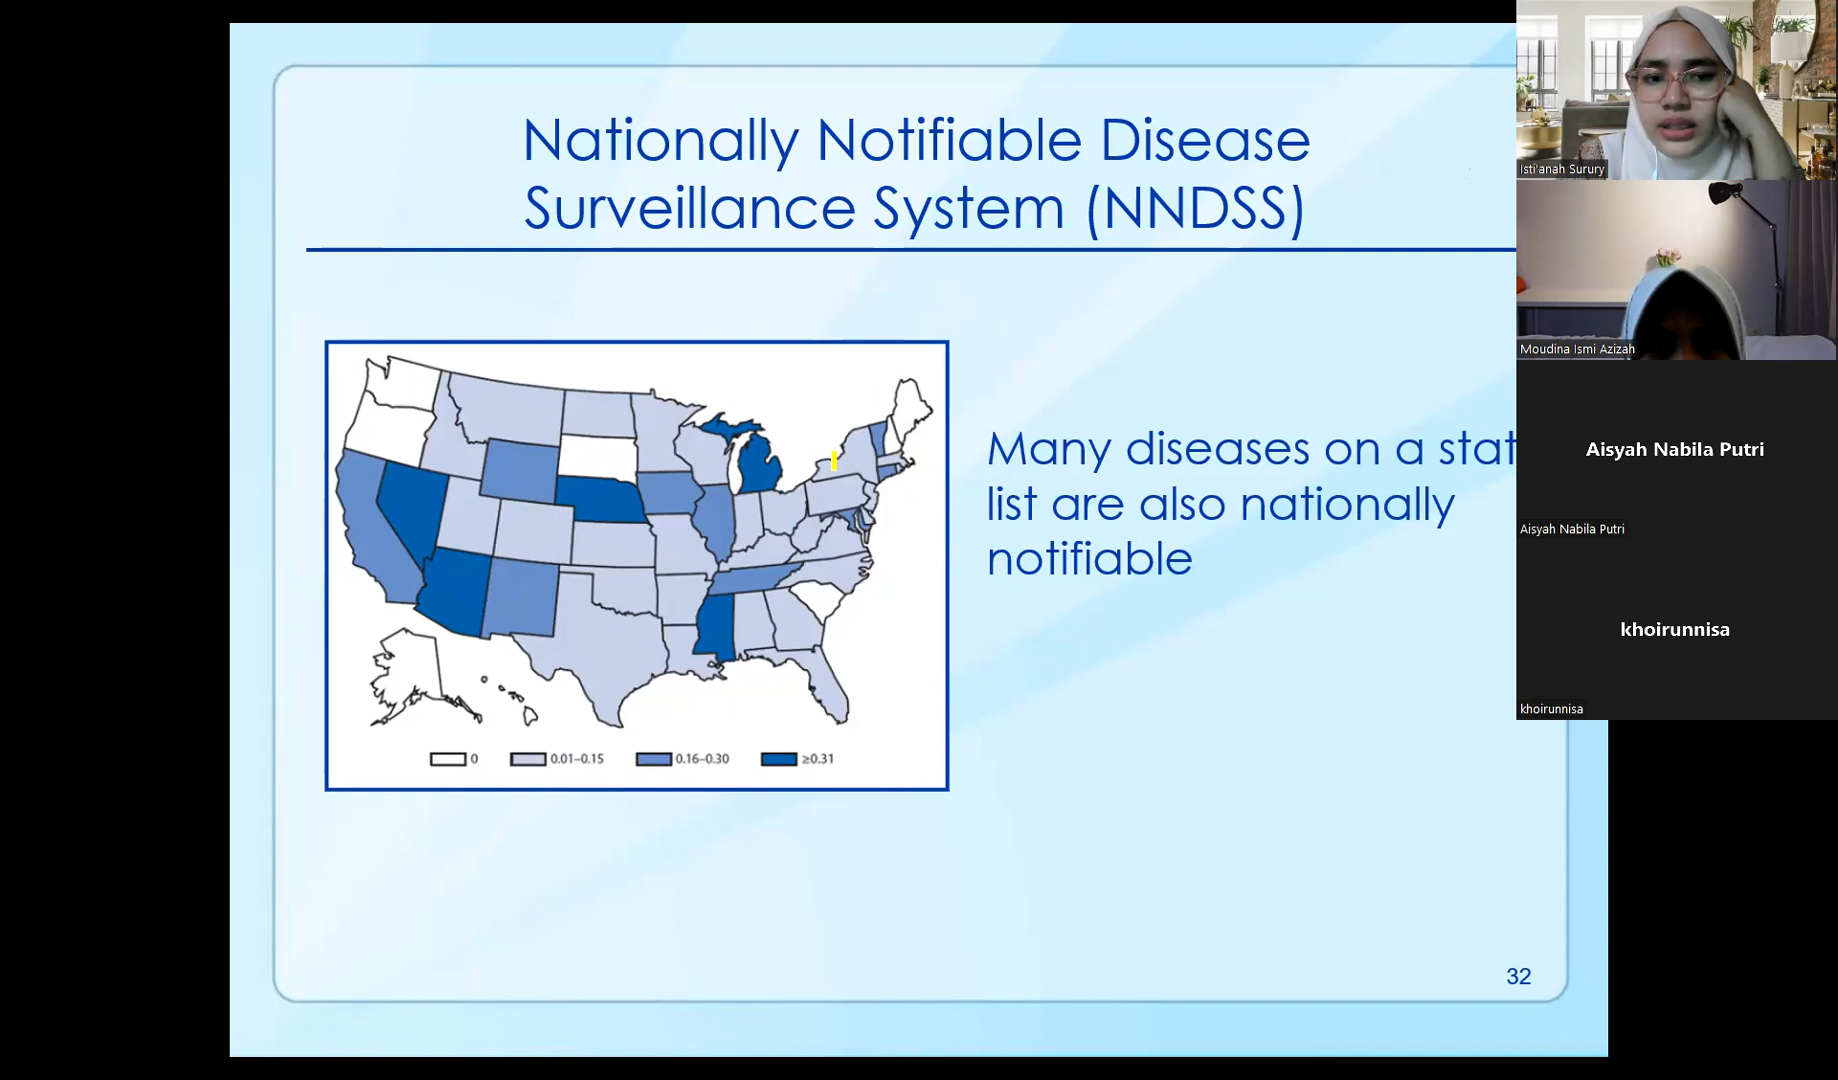 Nationally Notifiable Disease
Surveillance System (NNDSS)
Many diseases on a stat
list are also nationally
notifiable
0
0.01–0.15
0.16–0.30
≥0.31
32
Isti'anah Surury
Moudina Ismi Azizah
Aisyah Nabila Putri
Aisyah Nabila Putri
khoirunnisa
khoirunnisa